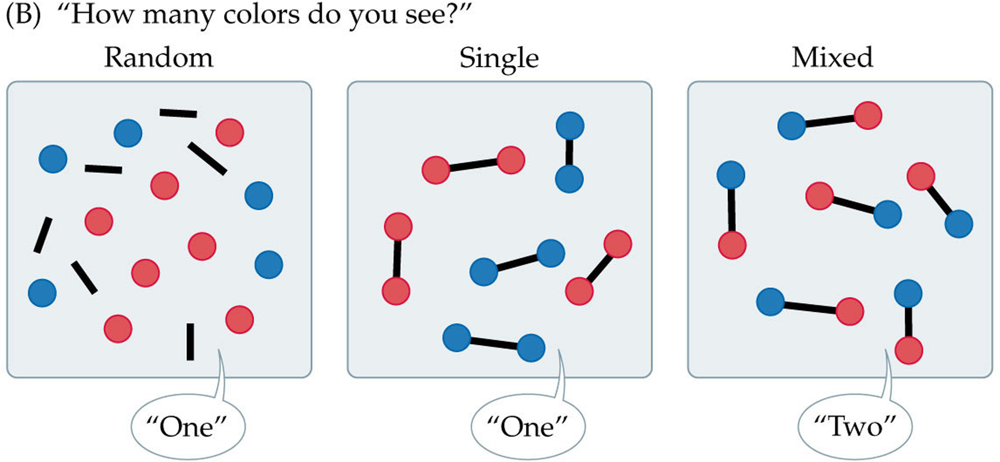 (B) “How many colors do you see?”
Random Single Mixed
“One” “One” “Two”